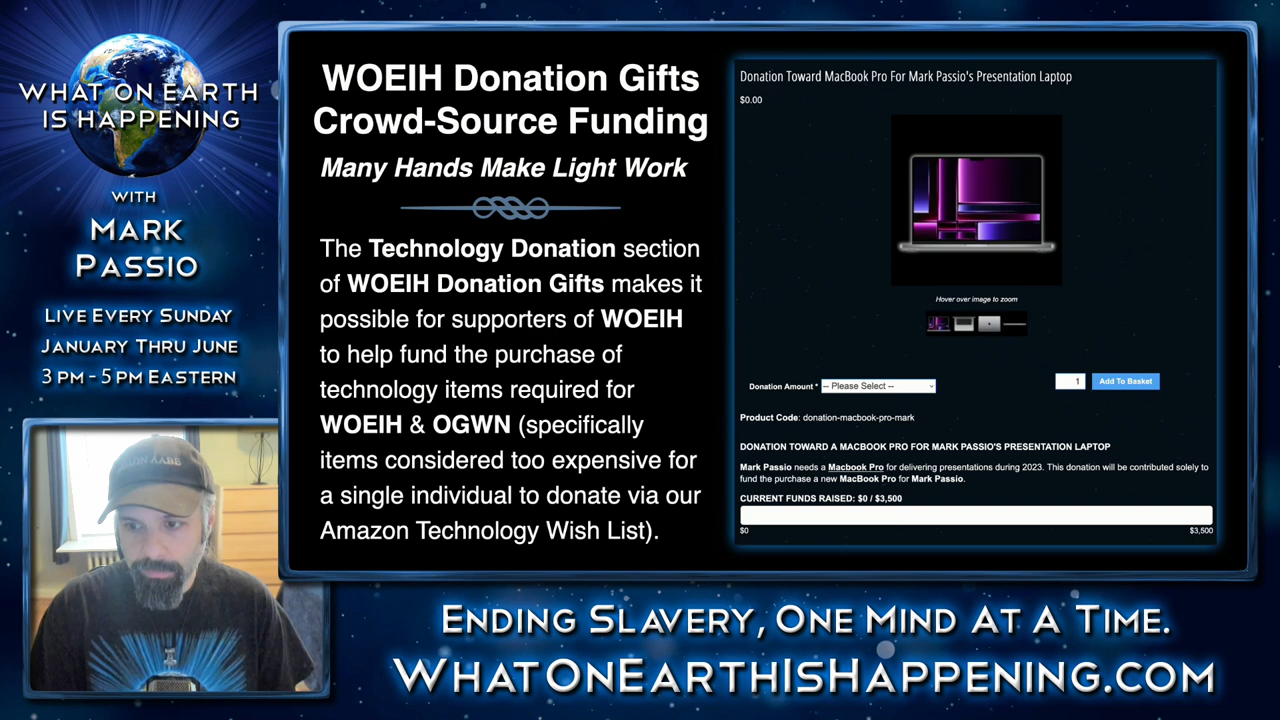 WHAT ON EARTH
IS HAPPENING
WITH
MARK
PASSIO
LIVE EVERY SUNDAY
JANUARY THRU JUNE
3 PM - 5 PM EASTERN
WOEIH Donation Gifts
Crowd-Source Funding
Many Hands Make Light Work
The Technology Donation section
of WOEIH Donation Gifts makes it
possible for supporters of WOEIH
to help fund the purchase of
technology items required for
WOEIH & OGWN (specifically
items considered too expensive for
a single individual to donate via our
Amazon Technology Wish List).
Donation Toward MacBook Pro For Mark Passio's Presentation Laptop
$0.00
Hover over image to zoom
Donation Amount * -- Please Select -- 1 Add To Basket
Product Code: donation-macbook-pro-mark
DONATION TOWARD A MACBOOK PRO FOR MARK PASSIO'S PRESENTATION LAPTOP
Mark Passio needs a Macbook Pro for delivering presentations during 2023. This donation will be contributed solely to
fund the purchase a new MacBook Pro for Mark Passio.
CURRENT FUNDS RAISED: $0 / $3,500
$0 $3,500
ENDING SLAVERY, ONE MIND AT A TIME.
WHATONEARTHISHAPPENING.COM